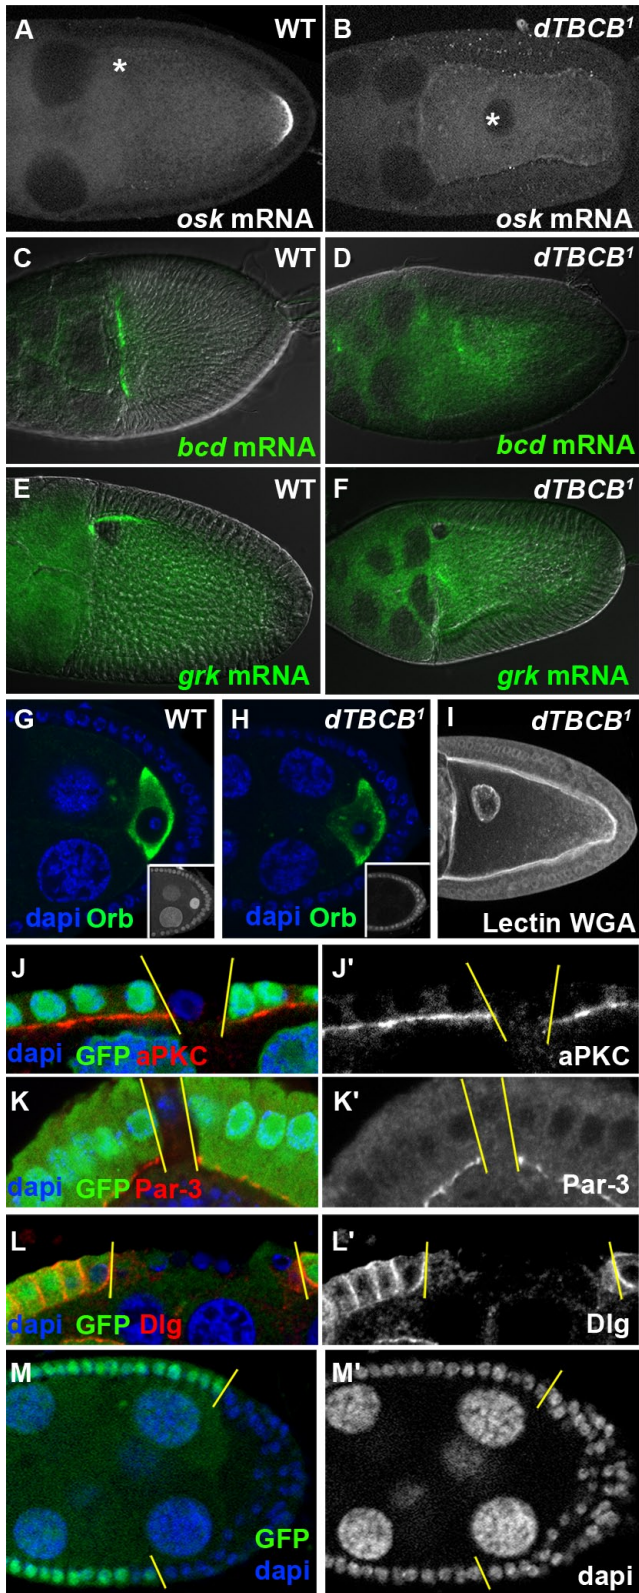 A WT
*
osk mRNA
B dTBCB¹
*
osk mRNA
C WT
bcd mRNA
D dTBCB¹
bcd mRNA
E WT
grk mRNA
F dTBCB¹
grk mRNA
G WT
dapi Orb
H dTBCB¹
dapi Orb
I dTBCB¹
Lectin WGA
J
dapi GFP aPKC
J'
aPKC
K
dapi GFP Par-3
K'
Par-3
L
dapi GFP Dlg
L'
Dlg
M
GFP
dapi
M'
dapi